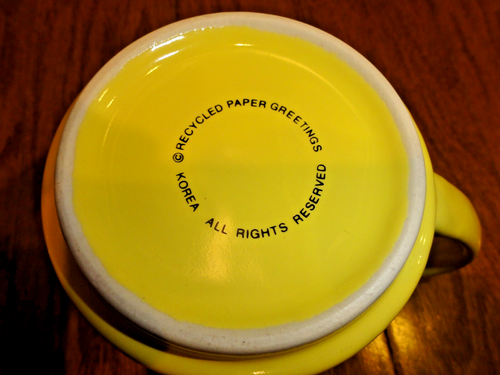 © RECYCLED PAPER GREETINGS
KOREA ALL RIGHTS RESERVED